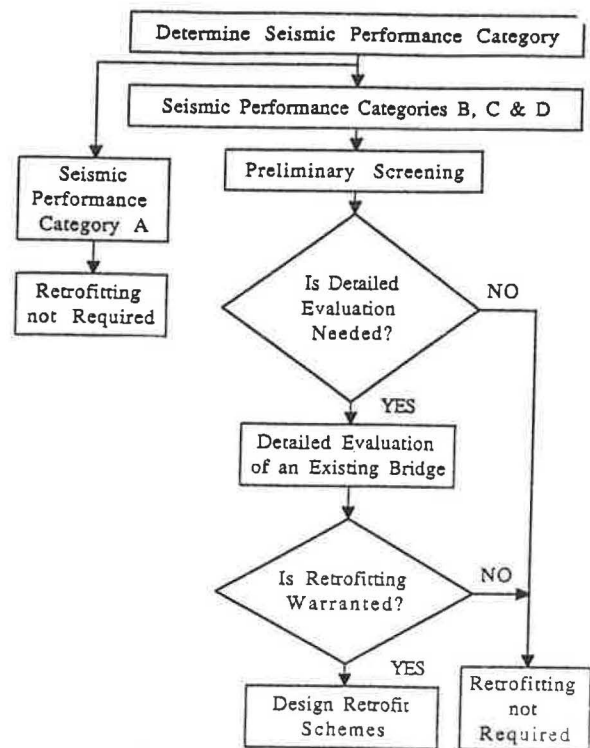 Determine Seismic Performance Category
Seismic Performance Categories B, C & D
Seismic
Performance
Category A
Preliminary Screening
Retrofitting
not Required
Is Detailed
Evaluation
Needed?
NO
YES
Detailed Evaluation
of an Existing Bridge
Is Retrofitting
Warranted?
NO
YES
Design Retrofit
Schemes
Retrofitting
not
Required